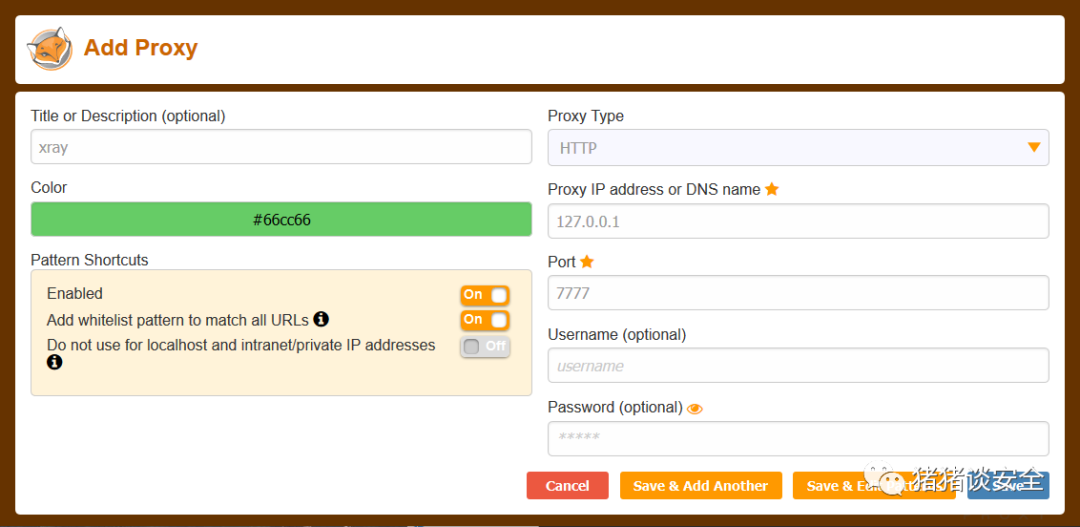 Add Proxy
Title or Description (optional)
xray
Color
#66cc66
Pattern Shortcuts
Enabled
On
Add whitelist pattern to match all URLs
On
Do not use for localhost and intranet/private IP addresses
Off
Proxy Type
HTTP
Proxy IP address or DNS name
127.0.0.1
Port
7777
Username (optional)
username
Password (optional)
*****
Cancel
Save & Add Another
Save &
Save
猪猪谈安全